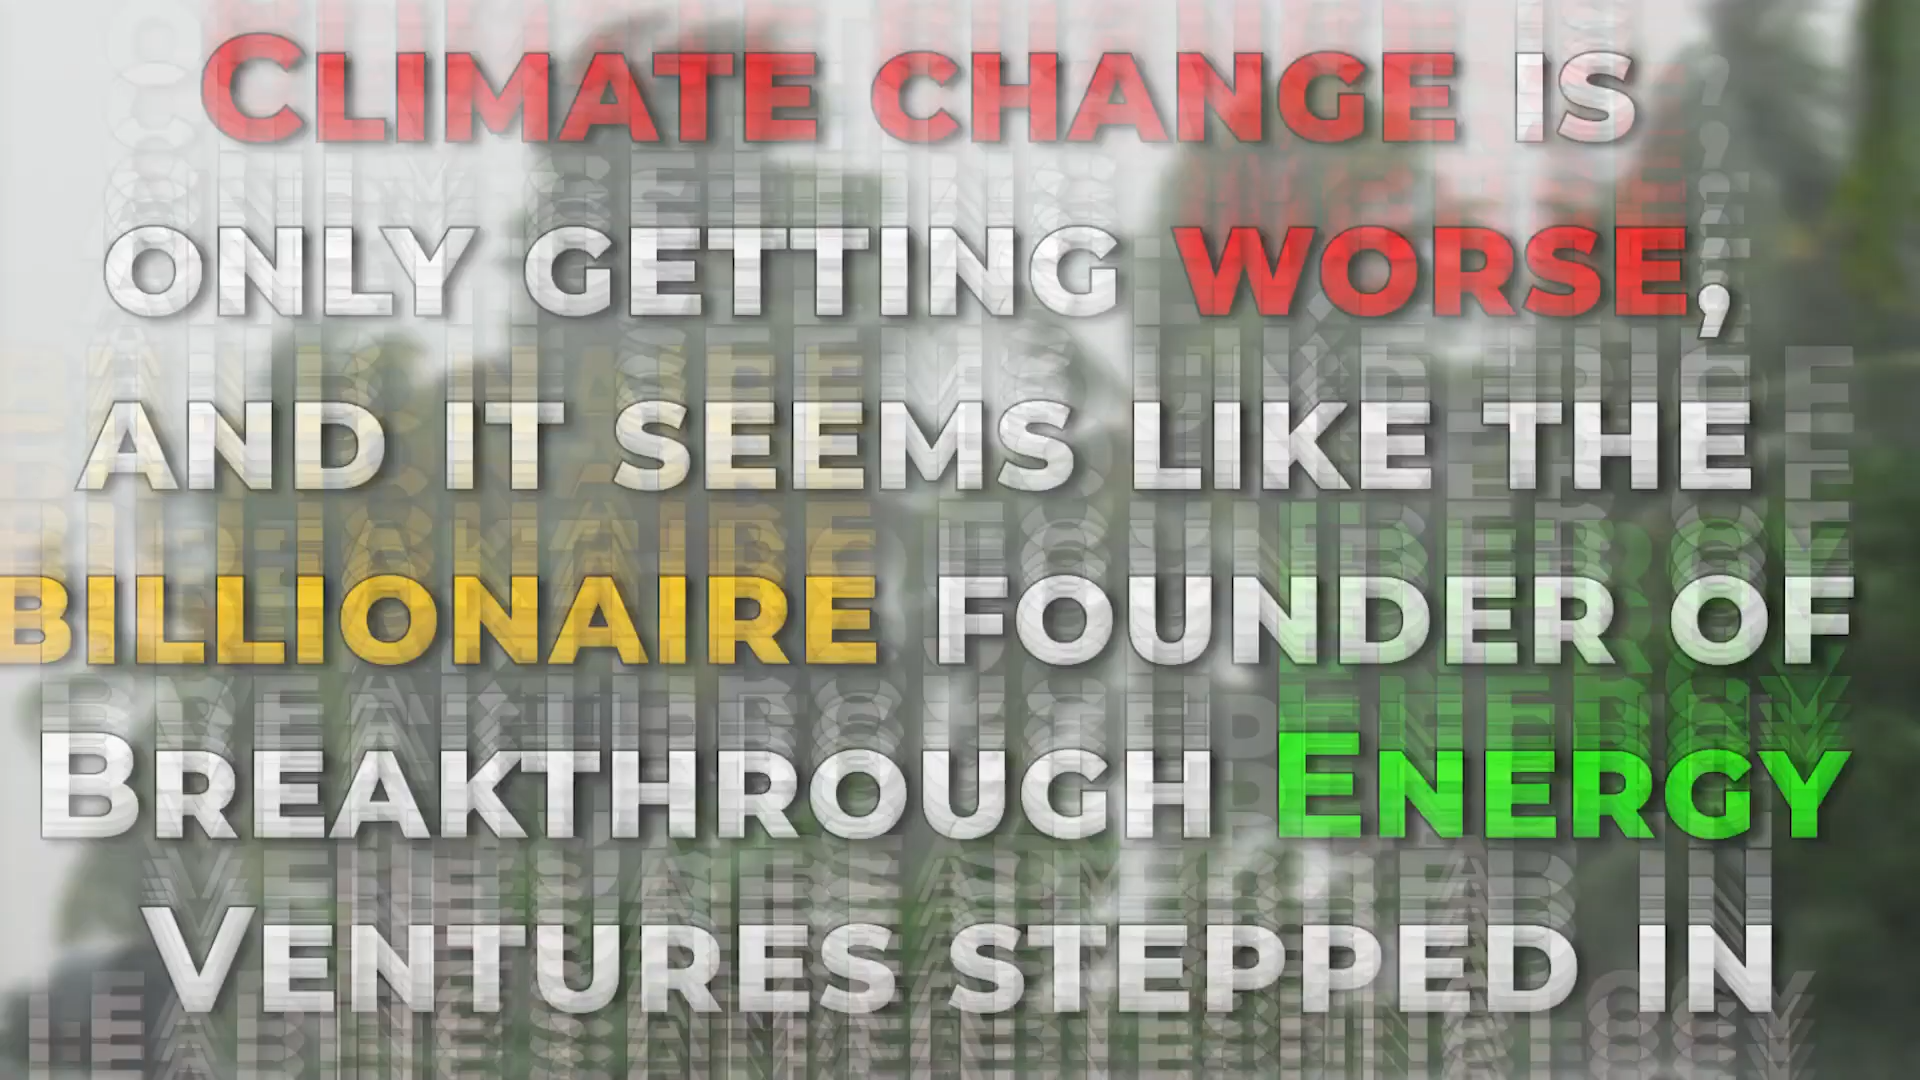 Climate change is
only getting worse,
and it seems like the
billionaire founder of
Breakthrough Energy
Ventures stepped in